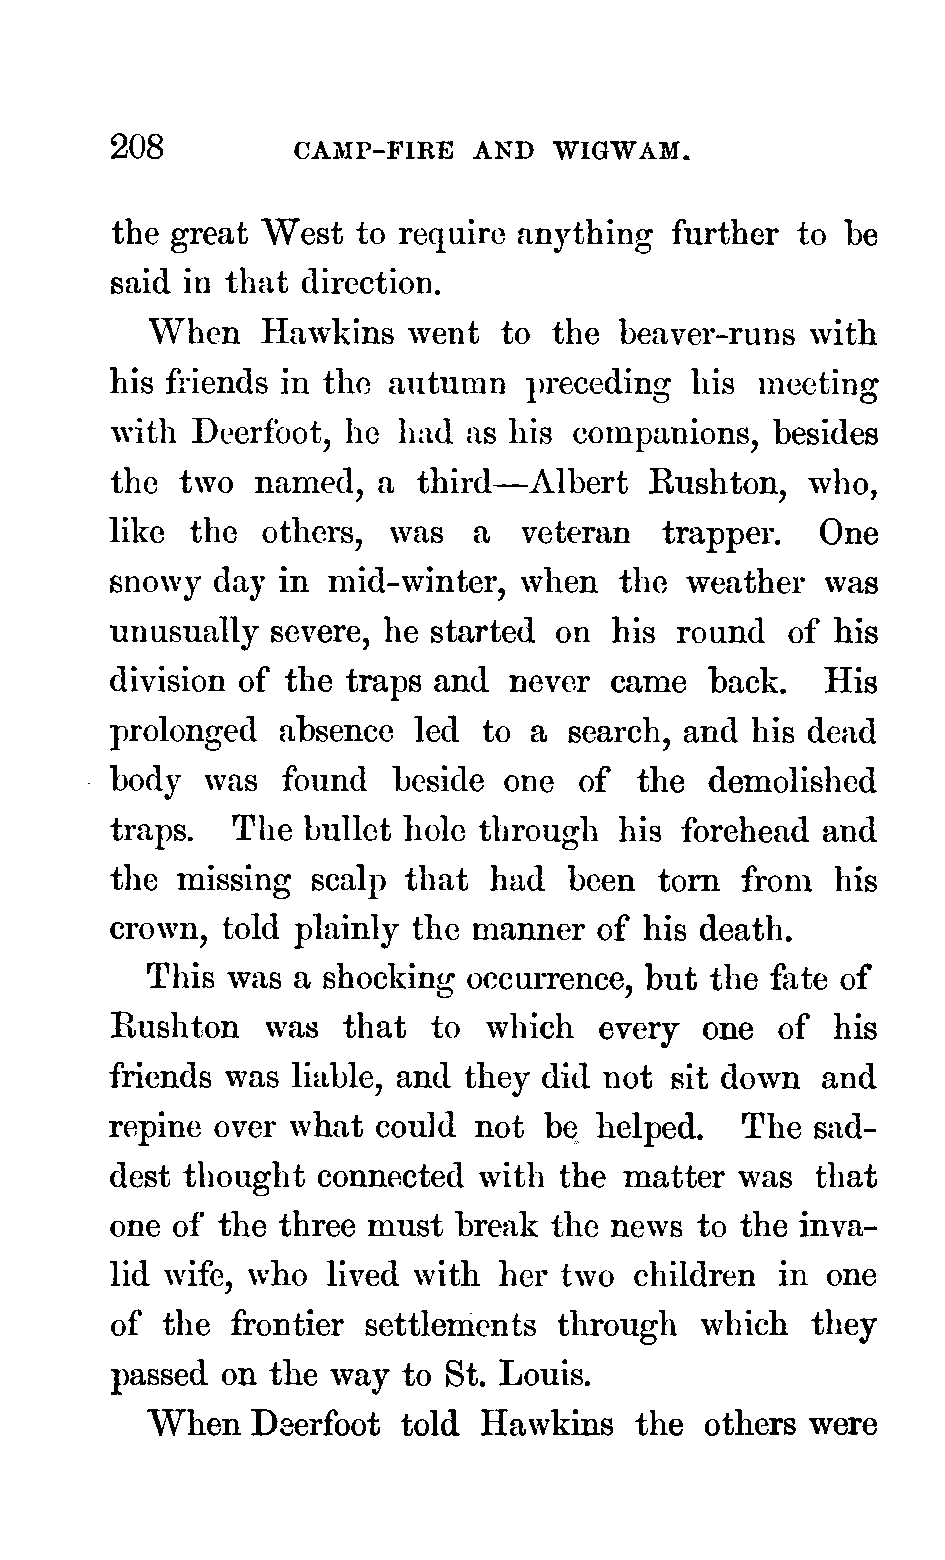 208 CAMP-FIRE AND WIGWAM.
the great West to require anything further to be
said in that direction.
When Hawkins went to the beaver-runs with
his friends in the autumn preceding his meeting
with Deerfoot, he had as his companions, besides
the two named, a third—Albert Rushton, who,
like the others, was a veteran trapper. One
snowy day in mid-winter, when the weather was
unusually severe, he started on his round of his
division of the traps and never came back. His
prolonged absence led to a search, and his dead
body was found beside one of the demolished
traps. The bullet hole through his forehead and
the missing scalp that had been torn from his
crown, told plainly the manner of his death.
This was a shocking occurrence, but the fate of
Rushton was that to which every one of his
friends was liable, and they did not sit down and
repine over what could not be helped. The sad-
dest thought connected with the matter was that
one of the three must break the news to the inva-
lid wife, who lived with her two children in one
of the frontier settlements through which they
passed on the way to St. Louis.
When Deerfoot told Hawkins the others were